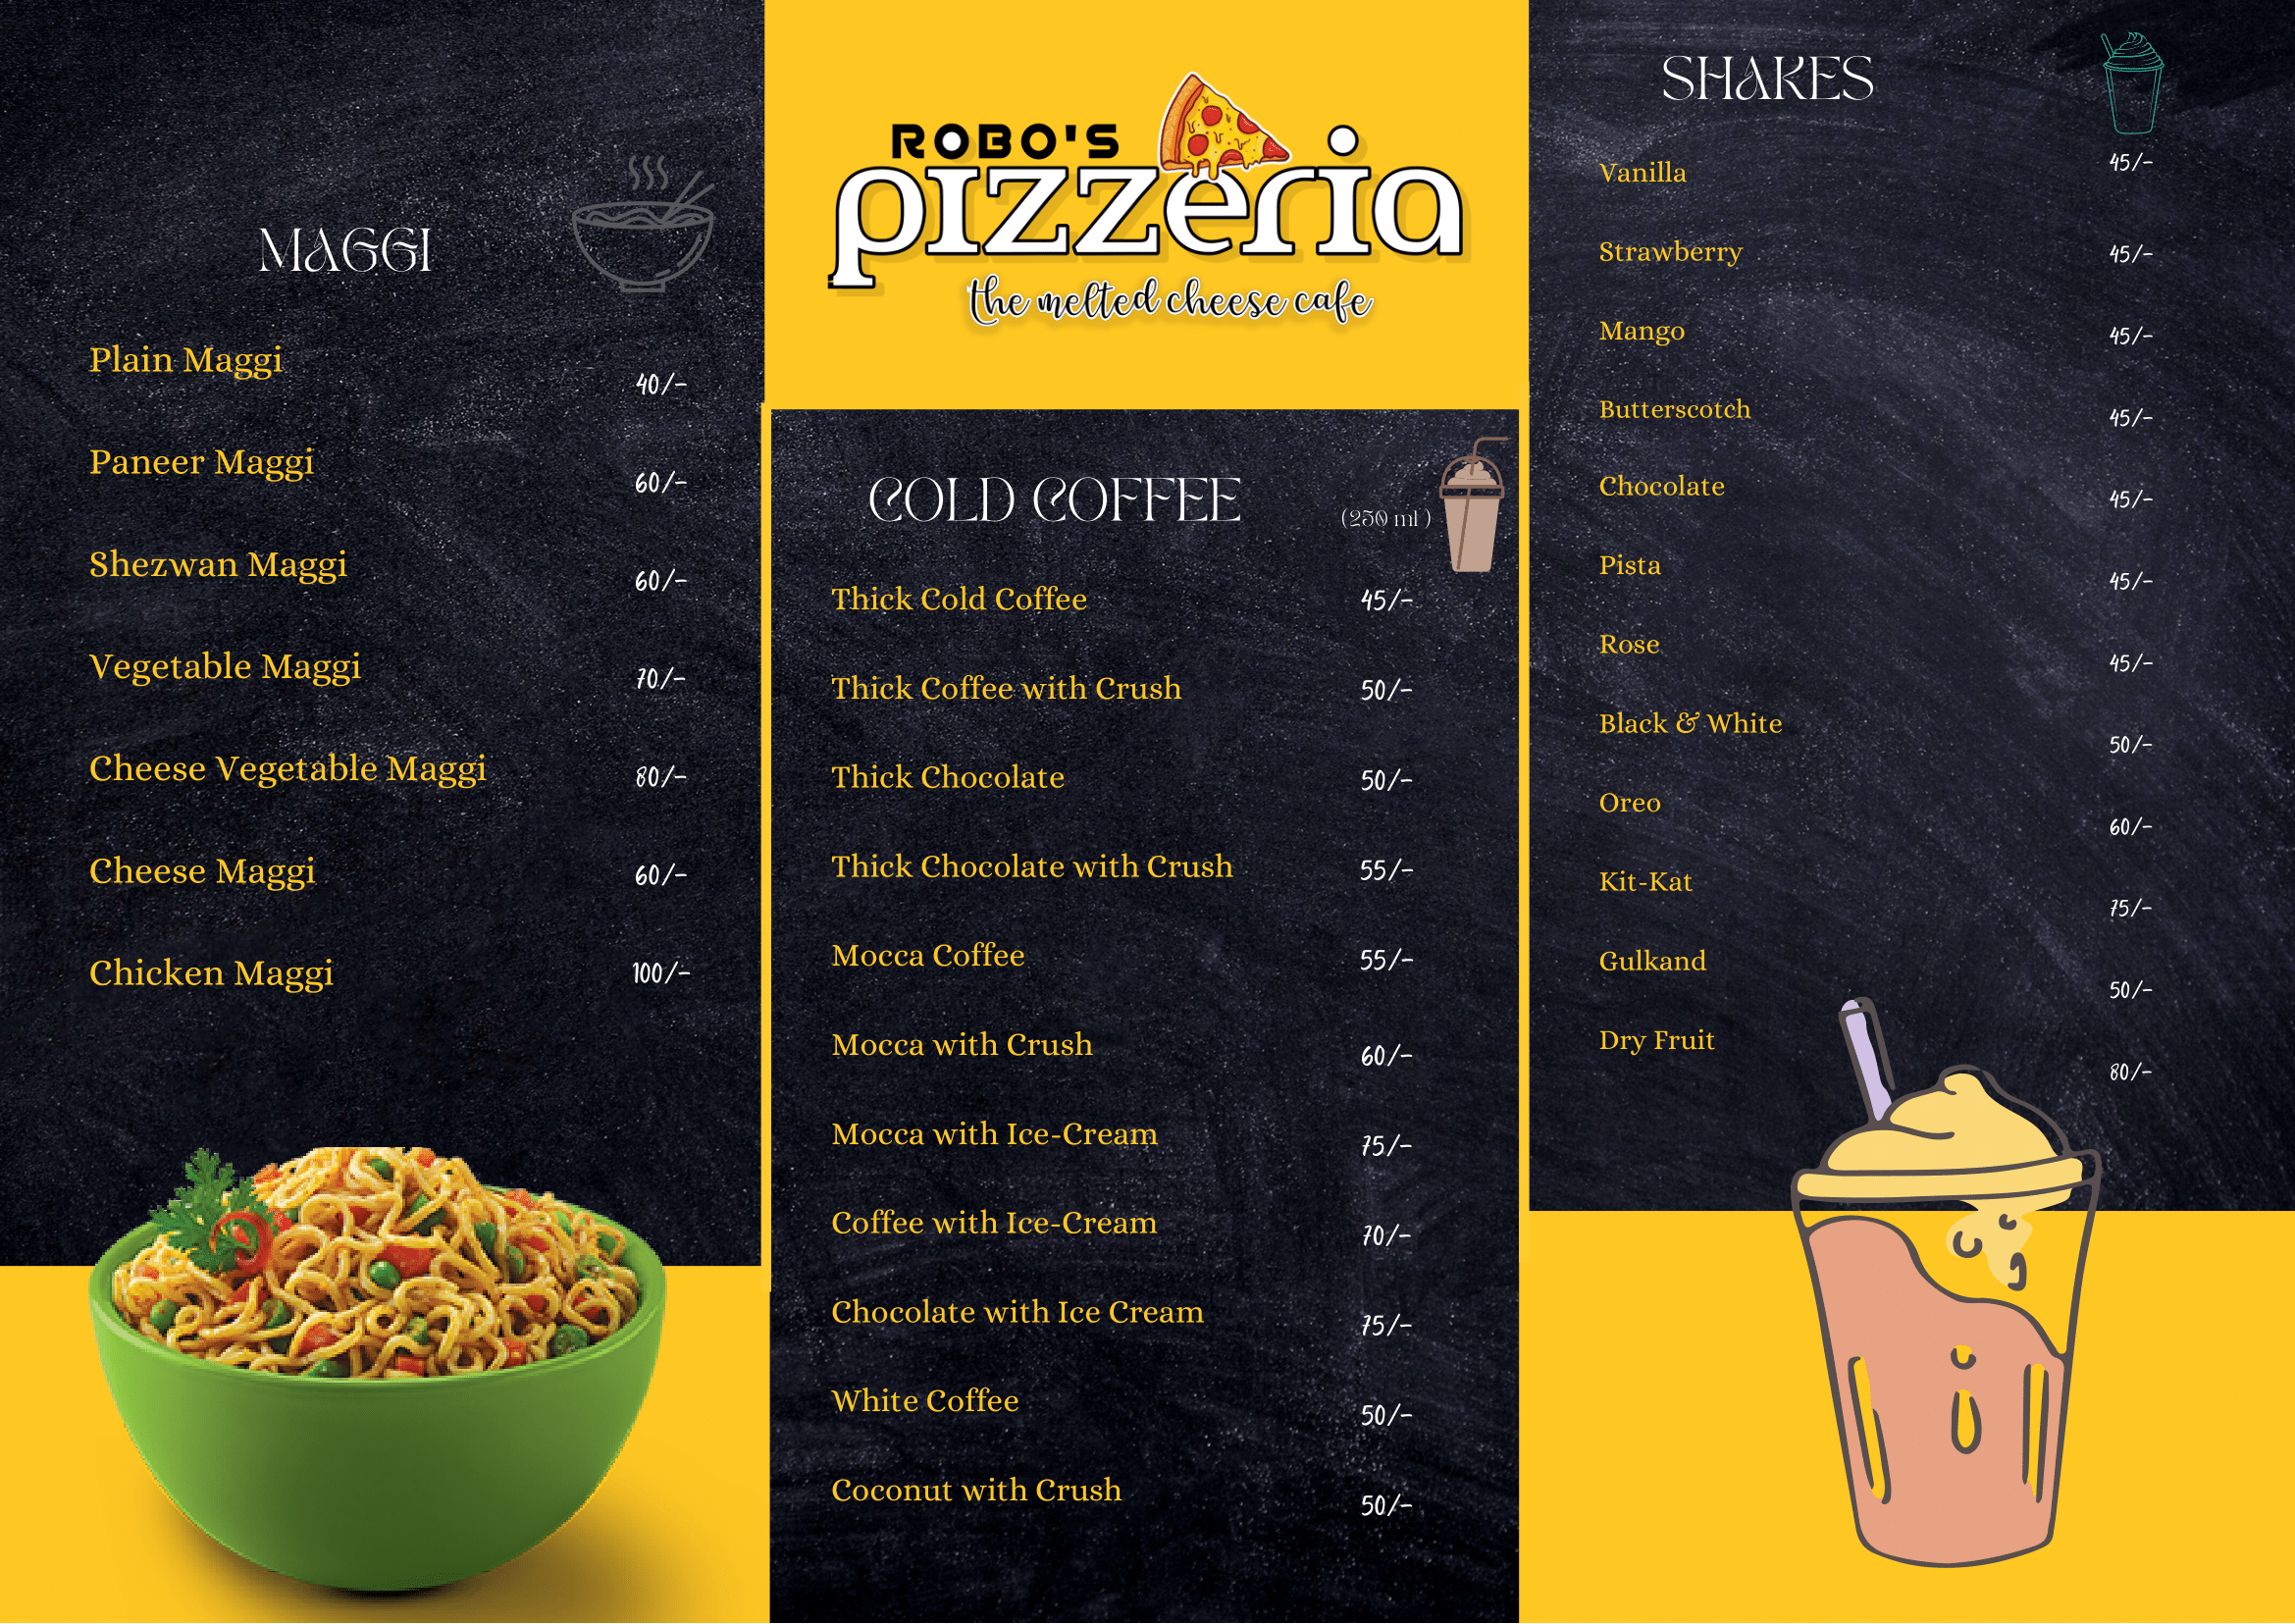 MAGGI
Plain Maggi 40/-
Paneer Maggi 60/-
Shezwan Maggi 60/-
Vegetable Maggi 70/-
Cheese Vegetable Maggi 80/-
Cheese Maggi 60/-
Chicken Maggi 100/-
ROBO'S
pizzeria
the melted cheese cafe
COLD COFFEE (250 ml)
Thick Cold Coffee 45/-
Thick Coffee with Crush 50/-
Thick Chocolate 50/-
Thick Chocolate with Crush 55/-
Mocca Coffee 55/-
Mocca with Crush 60/-
Mocca with Ice-Cream 75/-
Coffee with Ice-Cream 70/-
Chocolate with Ice Cream 75/-
White Coffee 50/-
Coconut with Crush 50/-
SHAKES
Vanilla 45/-
Strawberry 45/-
Mango 45/-
Butterscotch 45/-
Chocolate 45/-
Pista 45/-
Rose 45/-
Black & White 50/-
Oreo 60/-
Kit-Kat 75/-
Gulkand 50/-
Dry Fruit 80/-